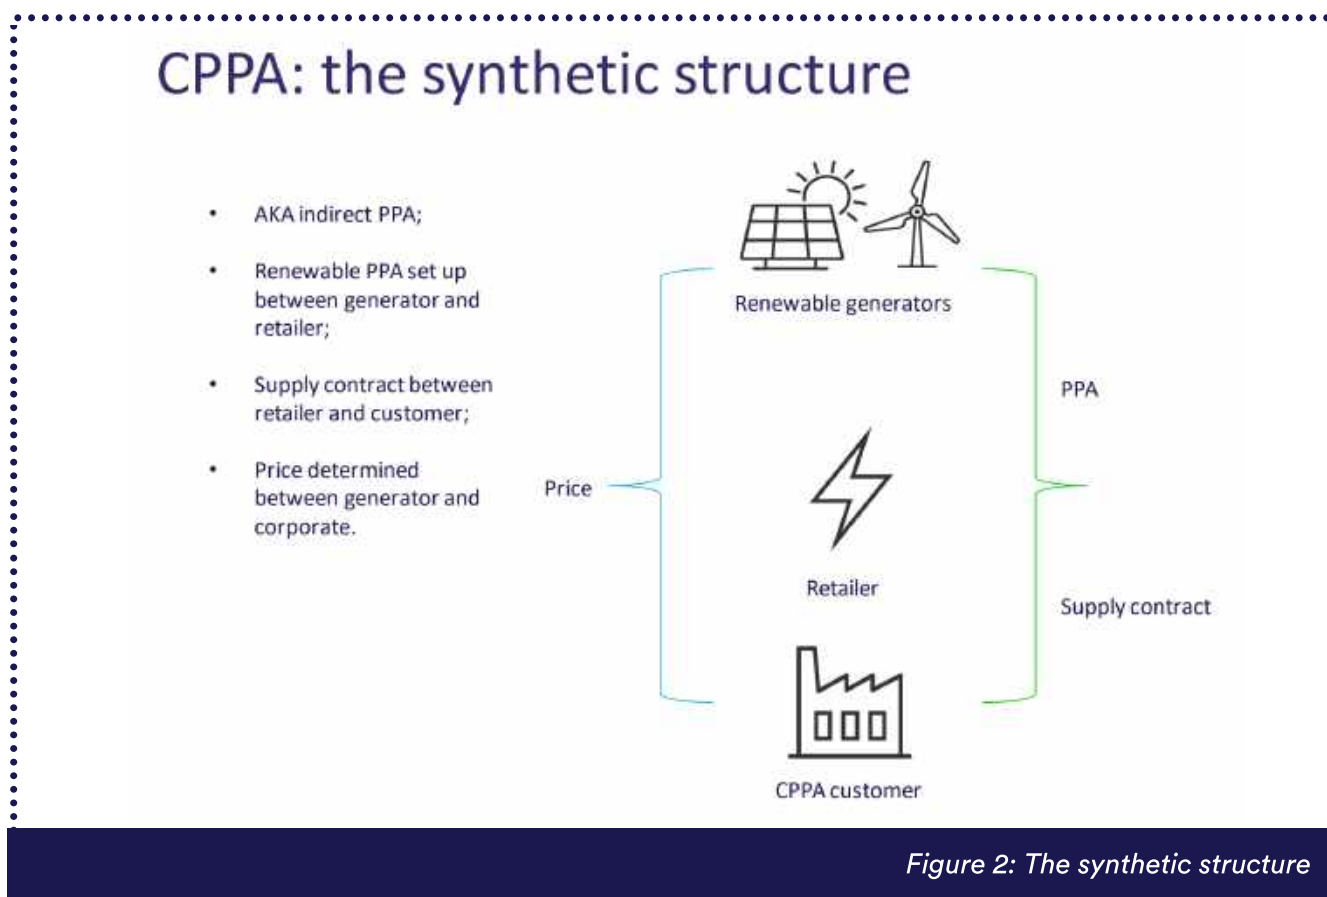 CPPA: the synthetic structure
• AKA indirect PPA;
• Renewable PPA set up
between generator and
retailer;
• Supply contract between
retailer and customer;
• Price determined
between generator and
corporate.
Renewable generators
PPA
Price
Retailer
Supply contract
CPPA customer
Figure 2: The synthetic structure